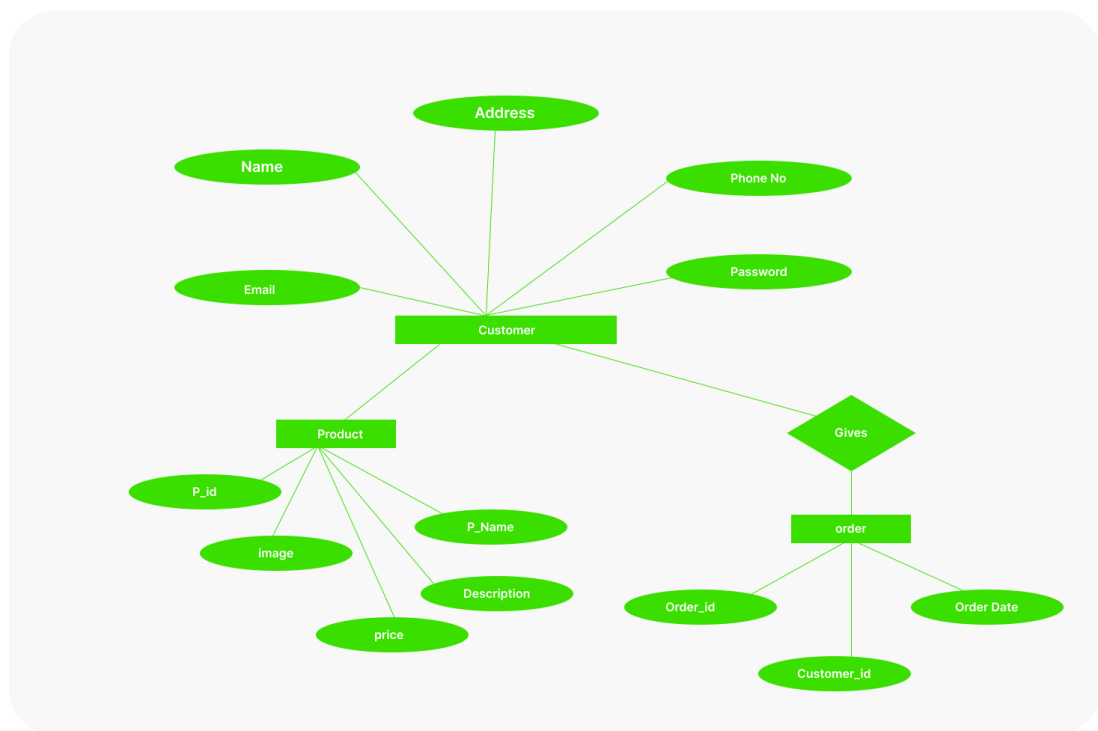 Address
Name
Phone No
Password
Email
Customer
Gives
Product
P_id
P_Name
order
image
Description
Order_id
Order Date
price
Customer_id